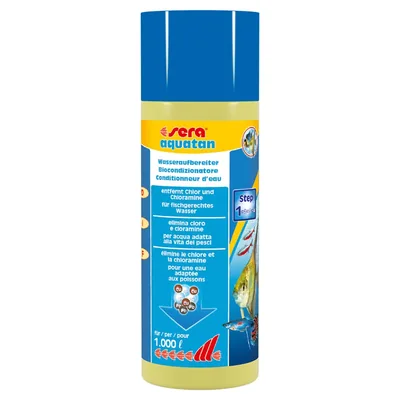 sera®
aquatan
Wasseraufbereiter
Biocondizionatore
Conditionneur d'eau
entfernt Chlor und
Chloramine
für fischgerechtes
Wasser
Step
1
elimina cloro
e cloramine
per acqua adatta
alla vita dei pesci
F
élimine le chlore et
la chloramine
pour une eau
adaptée
aux poissons
für / per / pour
1.000 ℓ